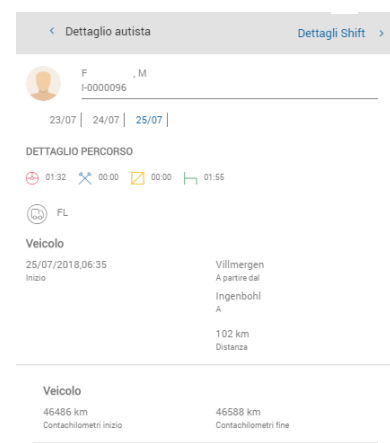 Dettaglio autista
Dettagli Shift
F , M
I-0000096
23/07 24/07 25/07
DETTAGLIO PERCORSO
01:32 00:00 00:00 01:55
FL
Veicolo
25/07/2018,06:35 Villmergen
Inizio A partire dal
Ingenbohl
A
102 km
Distanza
Veicolo
46486 km 46588 km
Contachilometri inizio Contachilometri fine